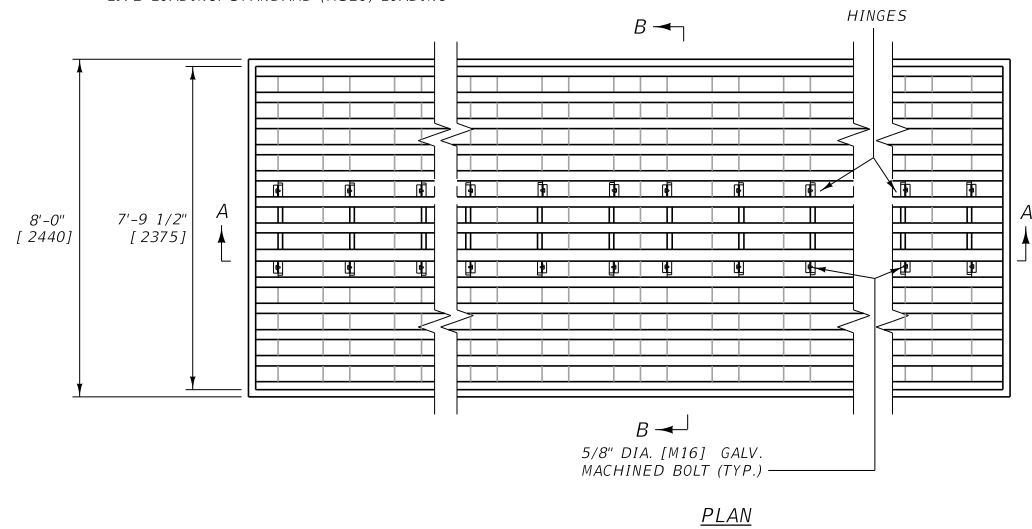 HINGES
B
8'-0"
[ 2440]
7'-9 1/2"
[ 2375]
A
A
B
5/8" DIA. [M16] GALV.
MACHINED BOLT (TYP.)
PLAN